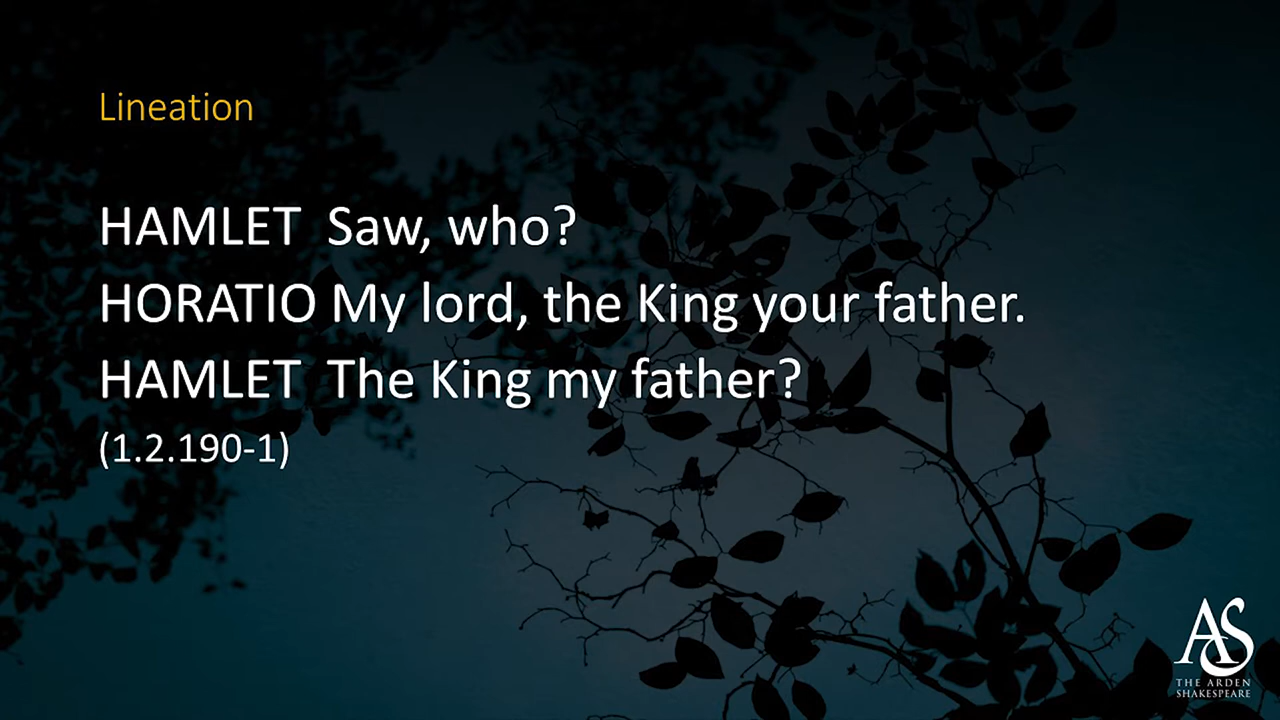 Lineation
HAMLET Saw, who?
HORATIO My lord, the King your father.
HAMLET The King my father?
(1.2.190-1)
AS
THE ARDEN
SHAKESPEARE